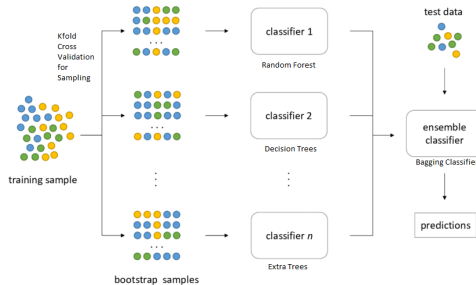 Kfold
Cross
Validation
for
Sampling
training sample
...
...
...
bootstrap samples
classifier 1
Random Forest
classifier 2
Decision Trees
classifier n
Extra Trees
test data
ensemble
classifier
Bagging Classifier
predictions